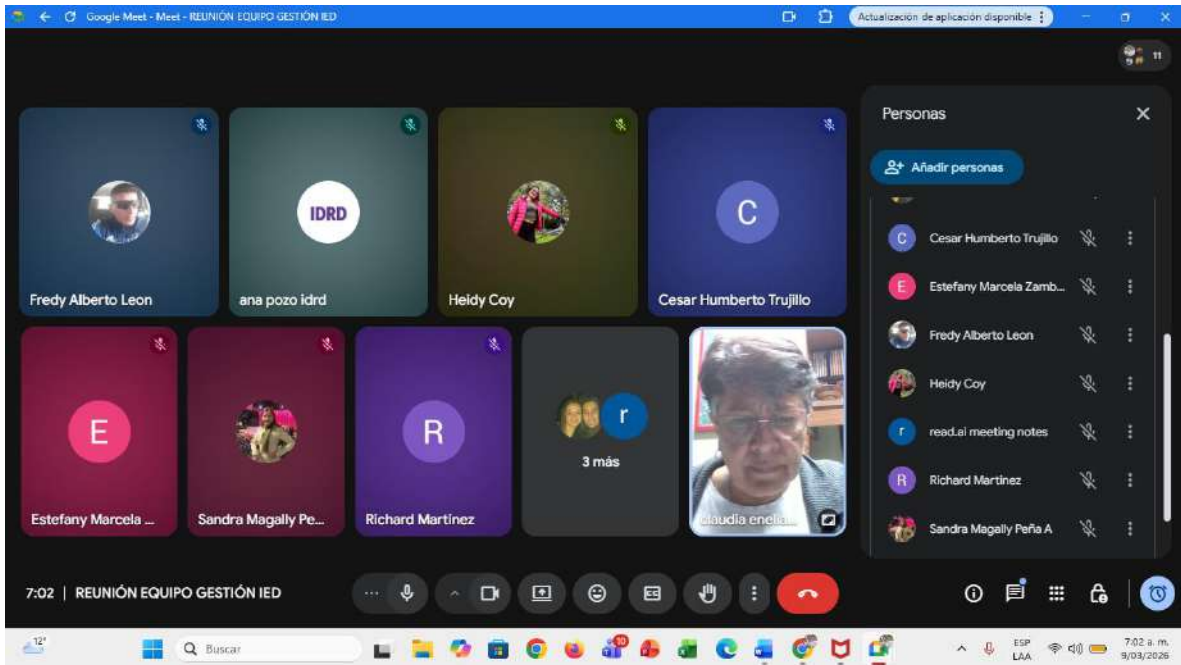 Google Meet - Meet - REUNIÓN EQUIPO GESTIÓN IED
Actualización de aplicación disponible
11
Personas
Añadir personas
IDRD
C
Fredy Alberto Leon
ana pozo idrd
Heidy Coy
Cesar Humberto Trujillo
E
R
r
3 más
Estefany Marcela ...
Sandra Magally Pe...
Richard Martinez
claudia enelia...
C Cesar Humberto Trujillo
E Estefany Marcela Zamb...
Fredy Alberto Leon
Heidy Coy
r read.ai meeting notes
R Richard Martinez
Sandra Magally Peña A
7:02 | REUNIÓN EQUIPO GESTIÓN IED
12°
Buscar
ESP
LAA
7:02 a. m.
9/03/2026